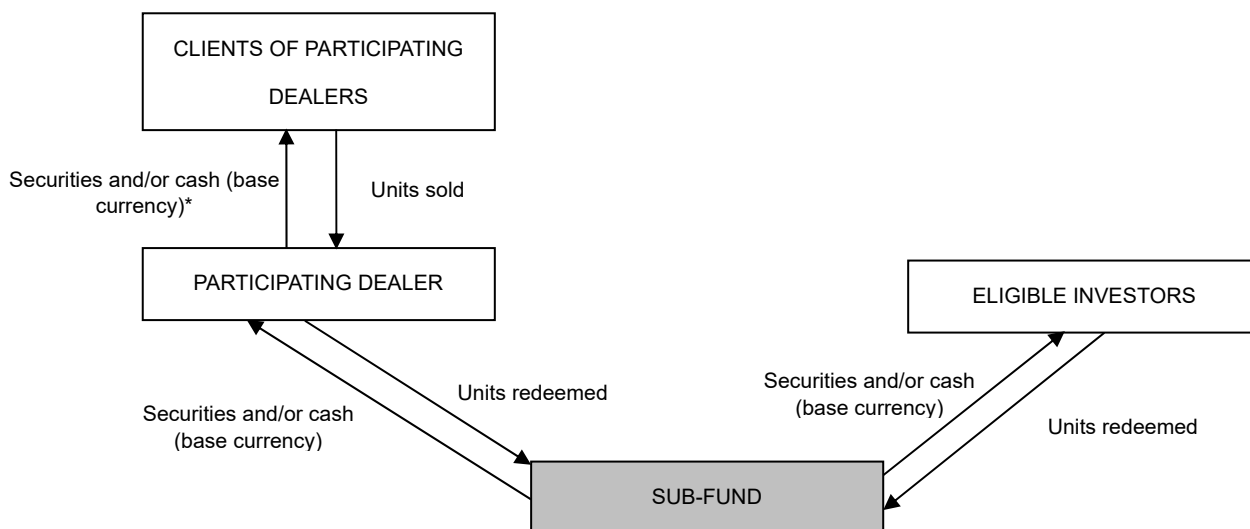 CLIENTS OF PARTICIPATING
DEALERS
Securities and/or cash (base
currency)*
Units sold
PARTICIPATING DEALER
ELIGIBLE INVESTORS
Units redeemed
Securities and/or cash
(base currency)
Securities and/or cash
(base currency)
Units redeemed
SUB-FUND